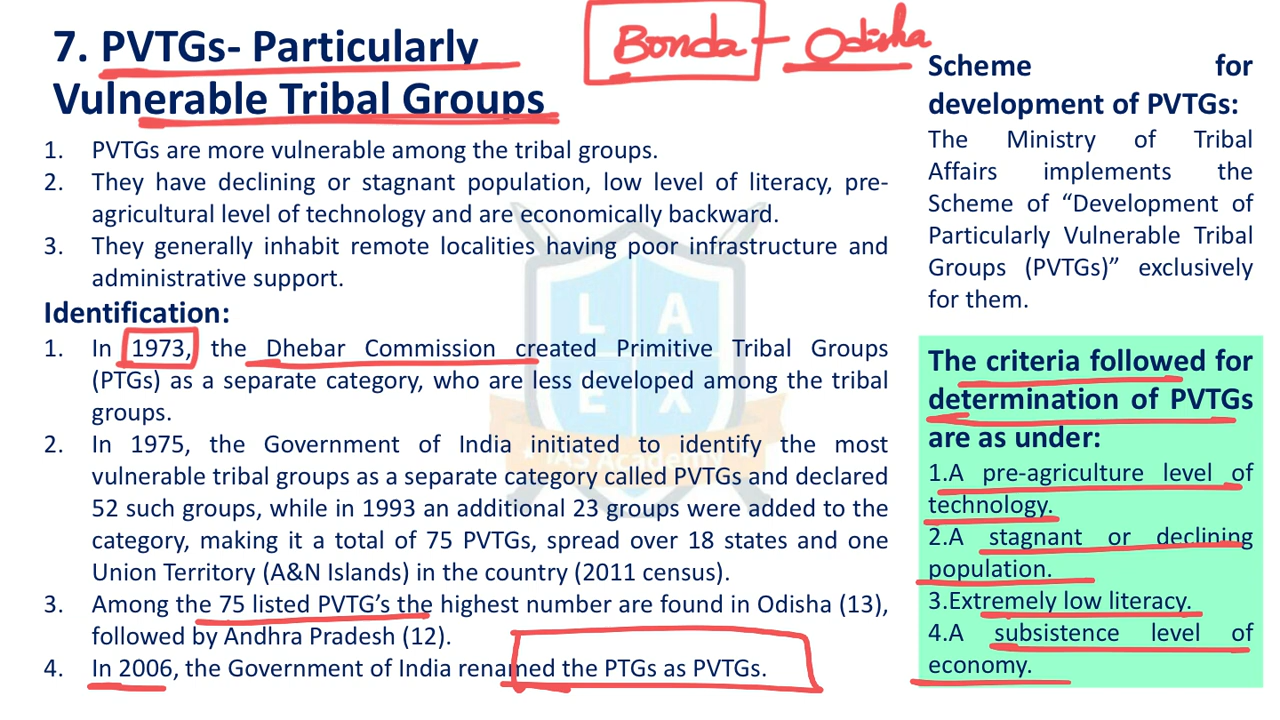 7. PVTGs- Particularly
Vulnerable Tribal Groups
Bonda - Odisha
1. PVTGs are more vulnerable among the tribal groups.
2. They have declining or stagnant population, low level of literacy, pre-
agricultural level of technology and are economically backward.
3. They generally inhabit remote localities having poor infrastructure and
administrative support.
Identification:
1. In 1973, the Dhebar Commission created Primitive Tribal Groups
(PTGs) as a separate category, who are less developed among the tribal
groups.
2. In 1975, the Government of India initiated to identify the most
vulnerable tribal groups as a separate category called PVTGs and declared
52 such groups, while in 1993 an additional 23 groups were added to the
category, making it a total of 75 PVTGs, spread over 18 states and one
Union Territory (A&N Islands) in the country (2011 census).
3. Among the 75 listed PVTG's the highest number are found in Odisha (13),
followed by Andhra Pradesh (12).
4. In 2006, the Government of India renamed the PTGs as PVTGs.
Scheme for
development of PVTGs:
The Ministry of Tribal
Affairs implements the
Scheme of “Development of
Particularly Vulnerable Tribal
Groups (PVTGs)” exclusively
for them.
The criteria followed for
determination of PVTGs
are as under:
1.A pre-agriculture level of
technology.
2.A stagnant or declining
population.
3.Extremely low literacy.
4.A subsistence level of
economy.
L A
E X
IAS Academy